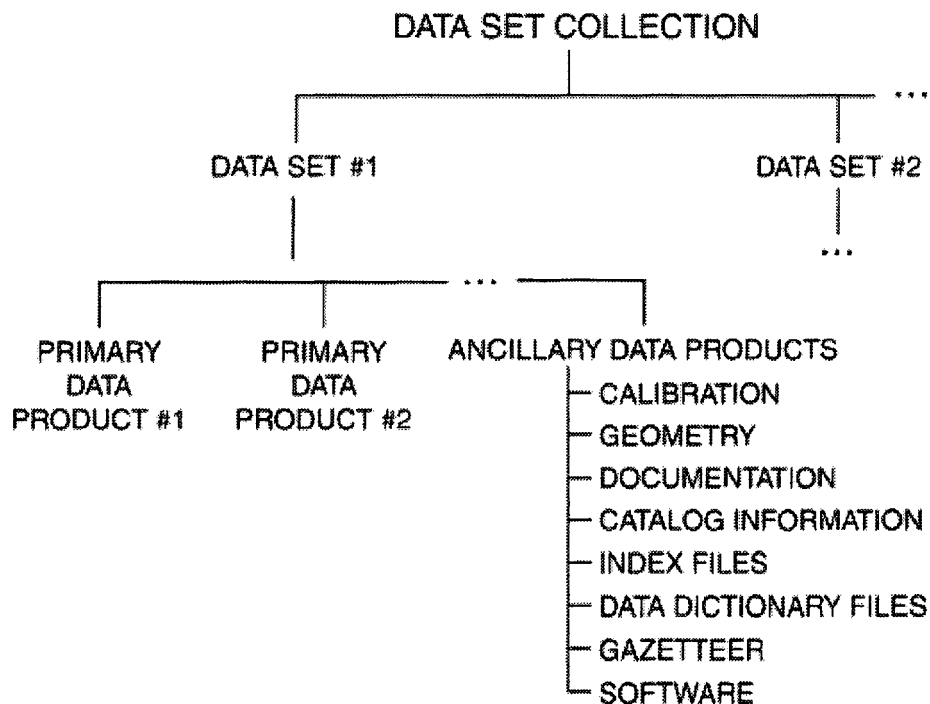 DATA SET COLLECTION
...
DATA SET #1
DATA SET #2
...
...
PRIMARY
DATA
PRODUCT #1
PRIMARY
DATA
PRODUCT #2
ANCILLARY DATA PRODUCTS
CALIBRATION
GEOMETRY
DOCUMENTATION
CATALOG INFORMATION
INDEX FILES
DATA DICTIONARY FILES
GAZETTEER
SOFTWARE